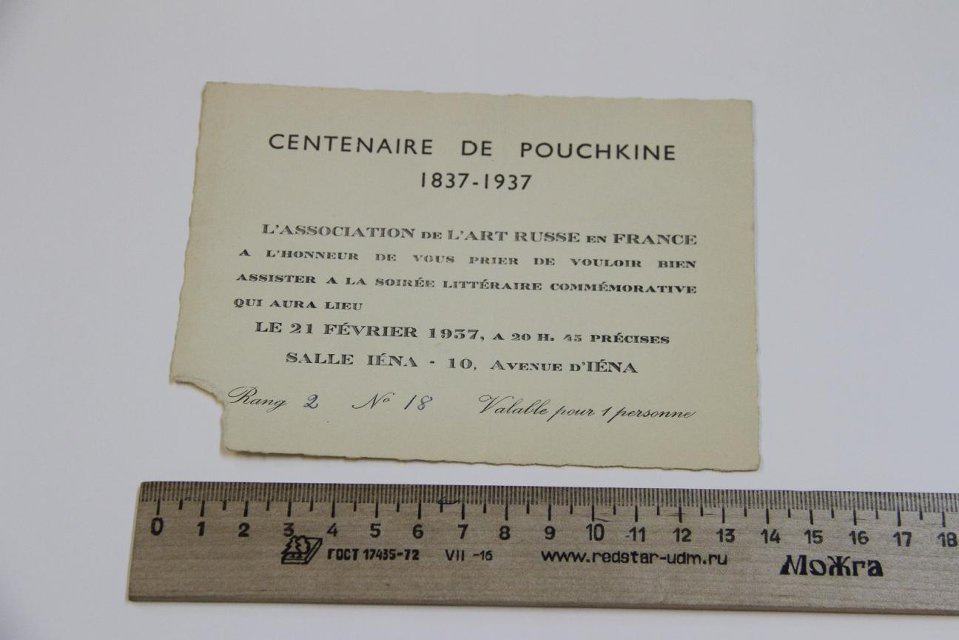 CENTENAIRE DE POUCHKINE
1837-1937
L'ASSOCIATION DE L'ART RUSSE EN FRANCE
A L'HONNEUR DE VOUS PRIER DE VOULOIR BIEN
ASSISTER A LA SOIRÉE LITTÉRAIRE COMMÉMORATIVE
QUI AURA LIEU
LE 21 FÉVRIER 1937, A 20 H. 45 PRÉCISES
SALLE IÉNA - 10, AVENUE D'IÉNA
Rang 2 No 18 Valable pour 1 personne
0 1 2 3 4 5 6 7 8 9 10 11 12 13 14 15 16 17 18
ГОСТ 17435-72 VII -16 www.redstar-udm.ru МоЖга